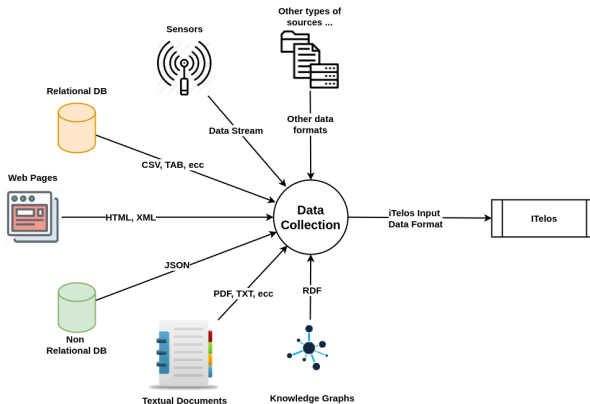 Other types of
sources ...
Sensors
Relational DB
Data Stream
Other data
formats
CSV, TAB, ecc
Web Pages
HTML, XML
Data
Collection
iTelos Input
Data Format
ITelos
JSON
PDF, TXT, ecc
RDF
Non
Relational DB
Textual Documents
Knowledge Graphs